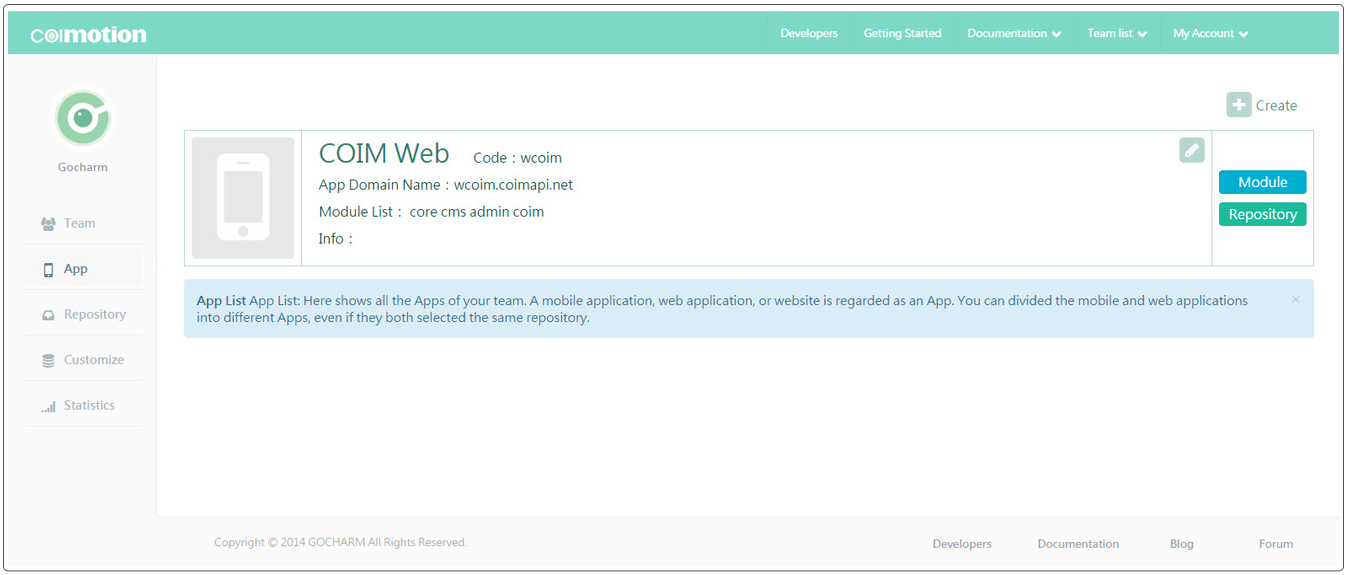 coimotion
Developers
Getting Started
Documentation
Team list
My Account
Gocharm
Team
App
Repository
Customize
Statistics
Create
COIM Web Code：wcoim
App Domain Name：wcoim.coimapi.net
Module List： core cms admin coim
Info：
Module
Repository
App List App List: Here shows all the Apps of your team. A mobile application, web application, or website is regarded as an App. You can divided the mobile and web applications
into different Apps, even if they both selected the same repository.
×
Copyright © 2014 GOCHARM All Rights Reserved.
Developers
Documentation
Blog
Forum